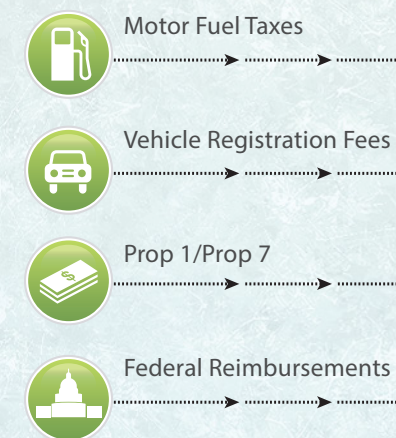 Motor Fuel Taxes
Vehicle Registration Fees
Prop 1/Prop 7
$
Federal Reimbursements